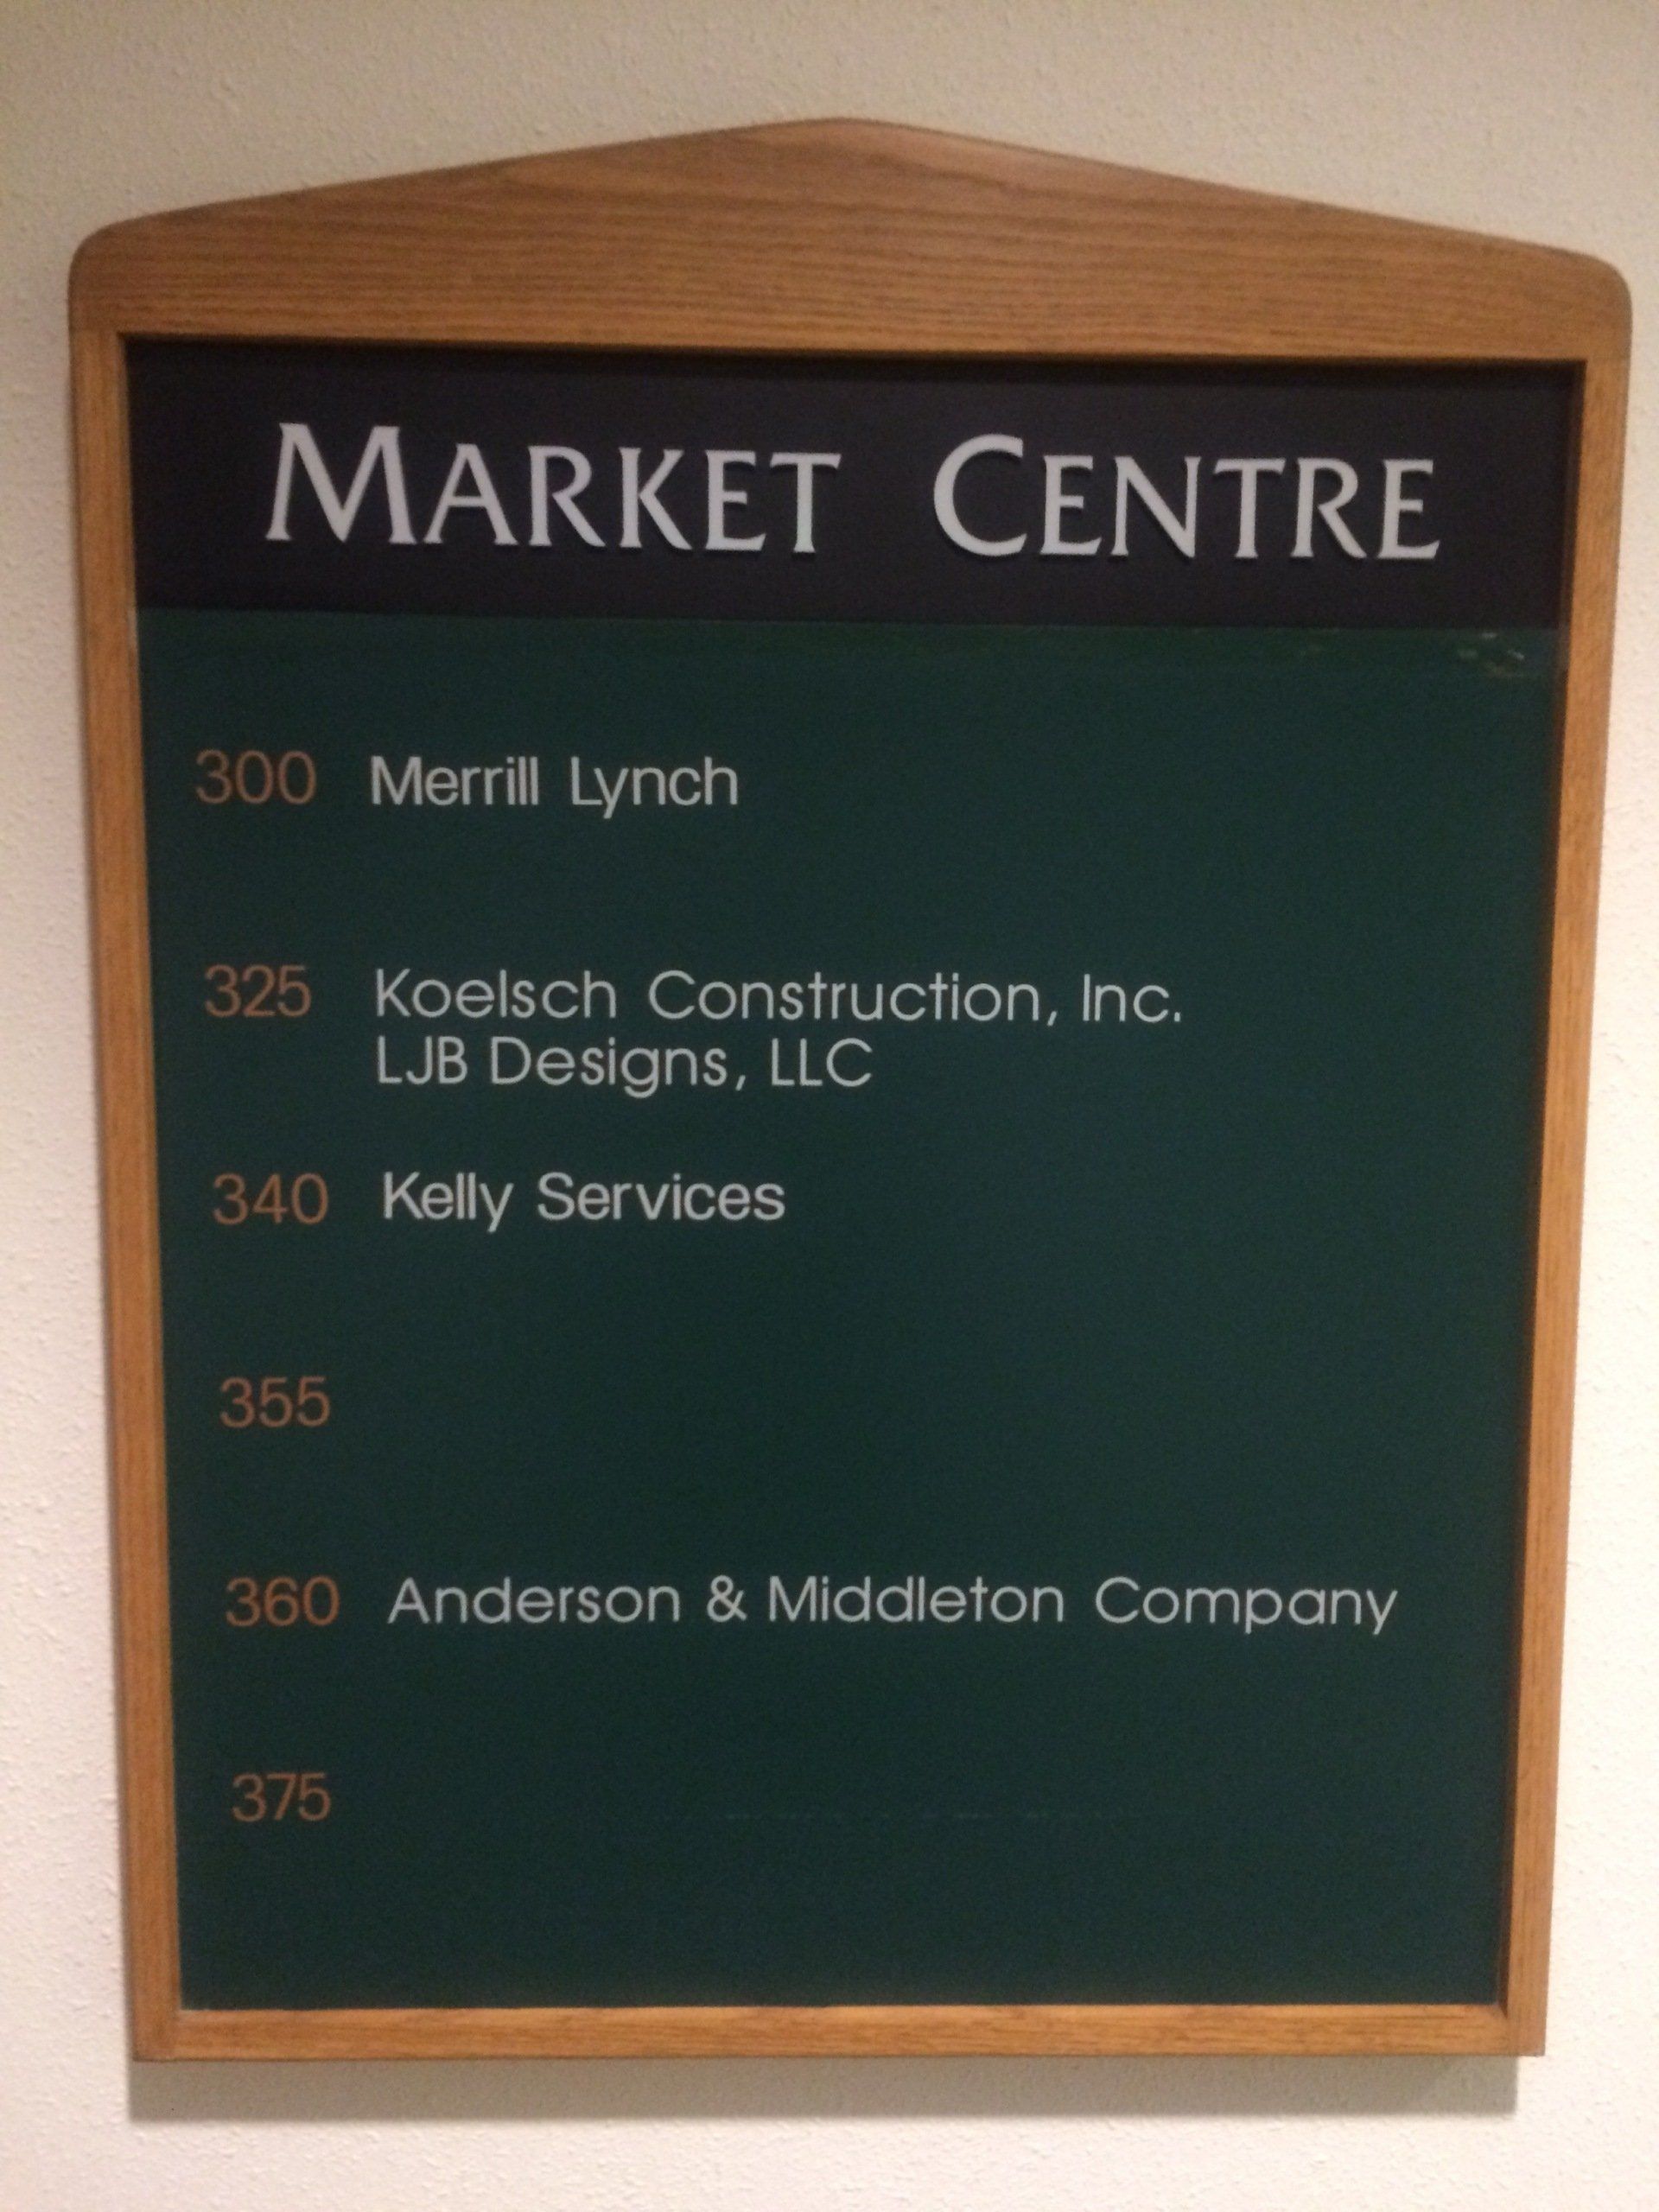 MARKET CENTRE
300 Merrill Lynch
325 Koelsch Construction, Inc.
LJB Designs, LLC
340 Kelly Services
355
360 Anderson & Middleton Company
375